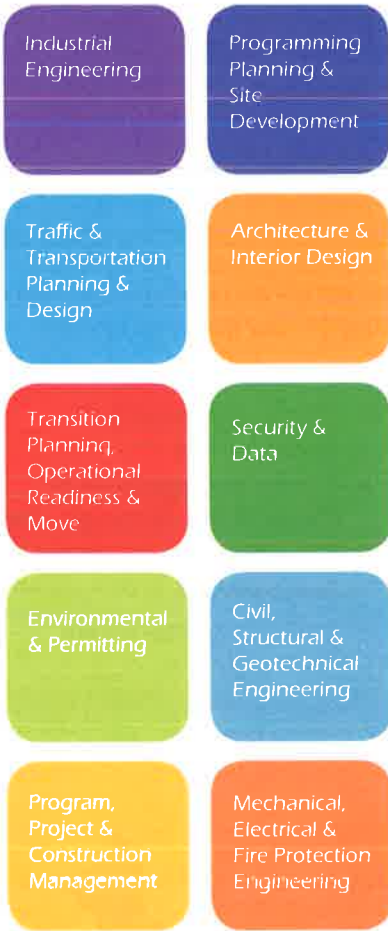 Industrial
Engineering
Programming
Planning &
Site
Development
Traffic &
Transportation
Planning &
Design
Architecture &
Interior Design
Transition
Planning,
Operational
Readiness &
Move
Security &
Data
Environmental
& Permitting
Civil,
Structural &
Geotechnical
Engineering
Program,
Project &
Construction
Management
Mechanical,
Electrical &
Fire Protection
Engineering